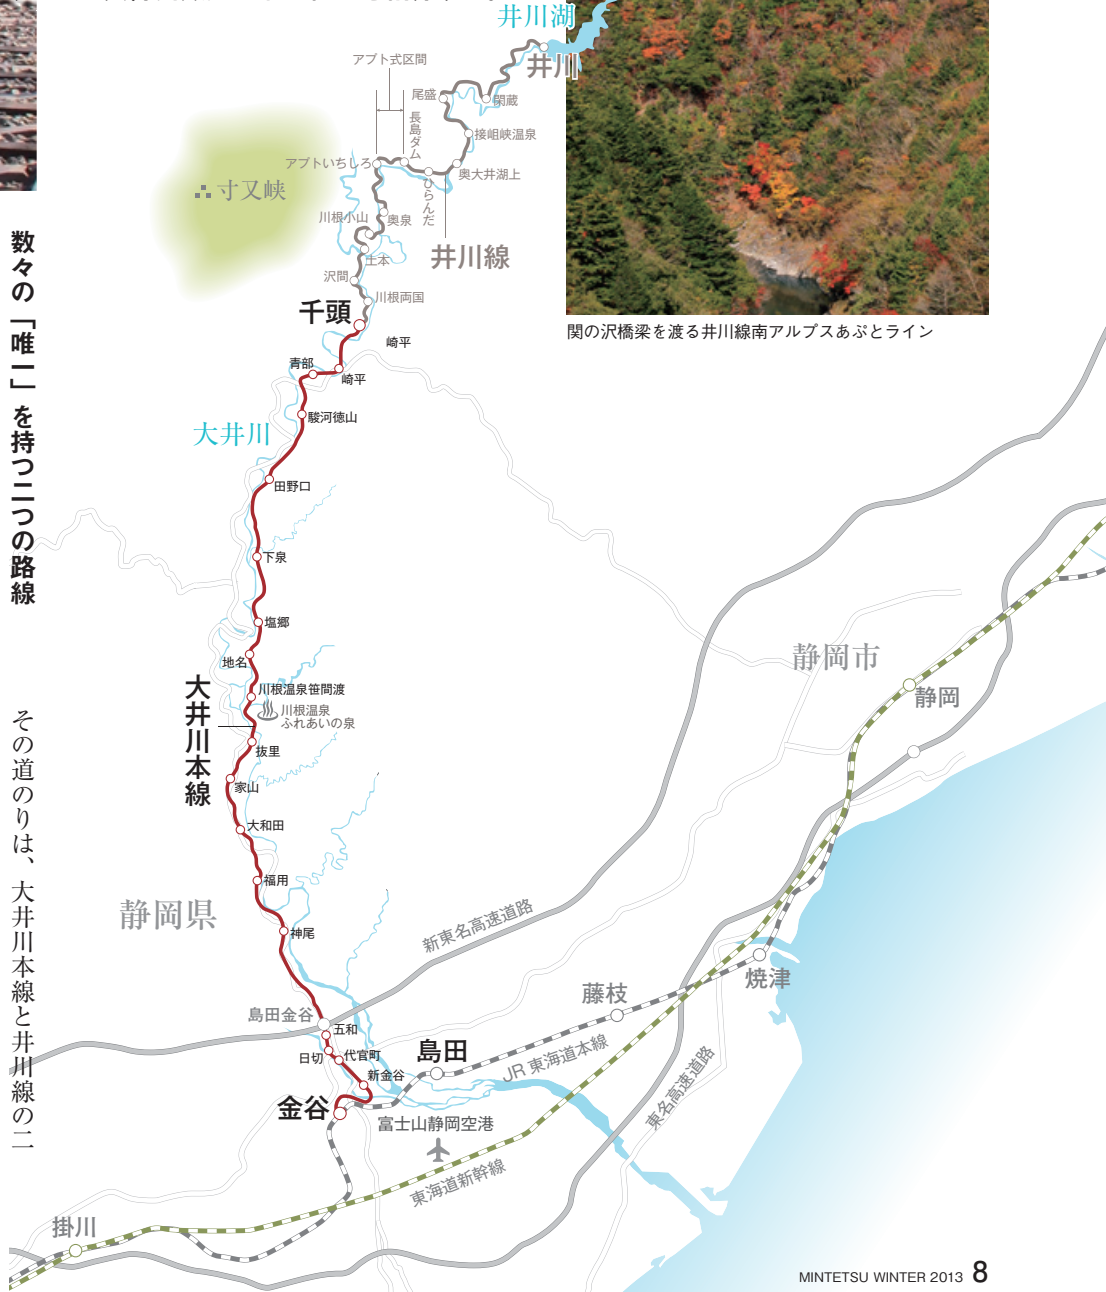 井川湖
井川
アプト式区間
尾盛
閑蔵
接岨峡温泉
長島ダム
アプトいちしろ
奥大井湖上
ひらんだ
寸又峡
川根小山
奥泉
井川線
土本
沢間
川根両国
千頭
関の沢橋梁を渡る井川線南アルプスあぷとライン
数々の「唯一」を持つ二つの路線
崎平
青部
崎平
駿河徳山
大井川
田野口
下泉
塩郷
地名
静岡市
静岡
川根温泉笹間渡
川根温泉
ふれあいの泉
大井川本線
抜里
家山
大和田
福用
静岡県
神尾
新東名高速道路
焼津
藤枝
島田金谷
五和
日切
代官町
島田
JR東海道本線
新金谷
東名高速道路
金谷
富士山静岡空港
東海道新幹線
掛川
その道のりは、大井川本線と井川線の二
MINTETSU WINTER 2013 8